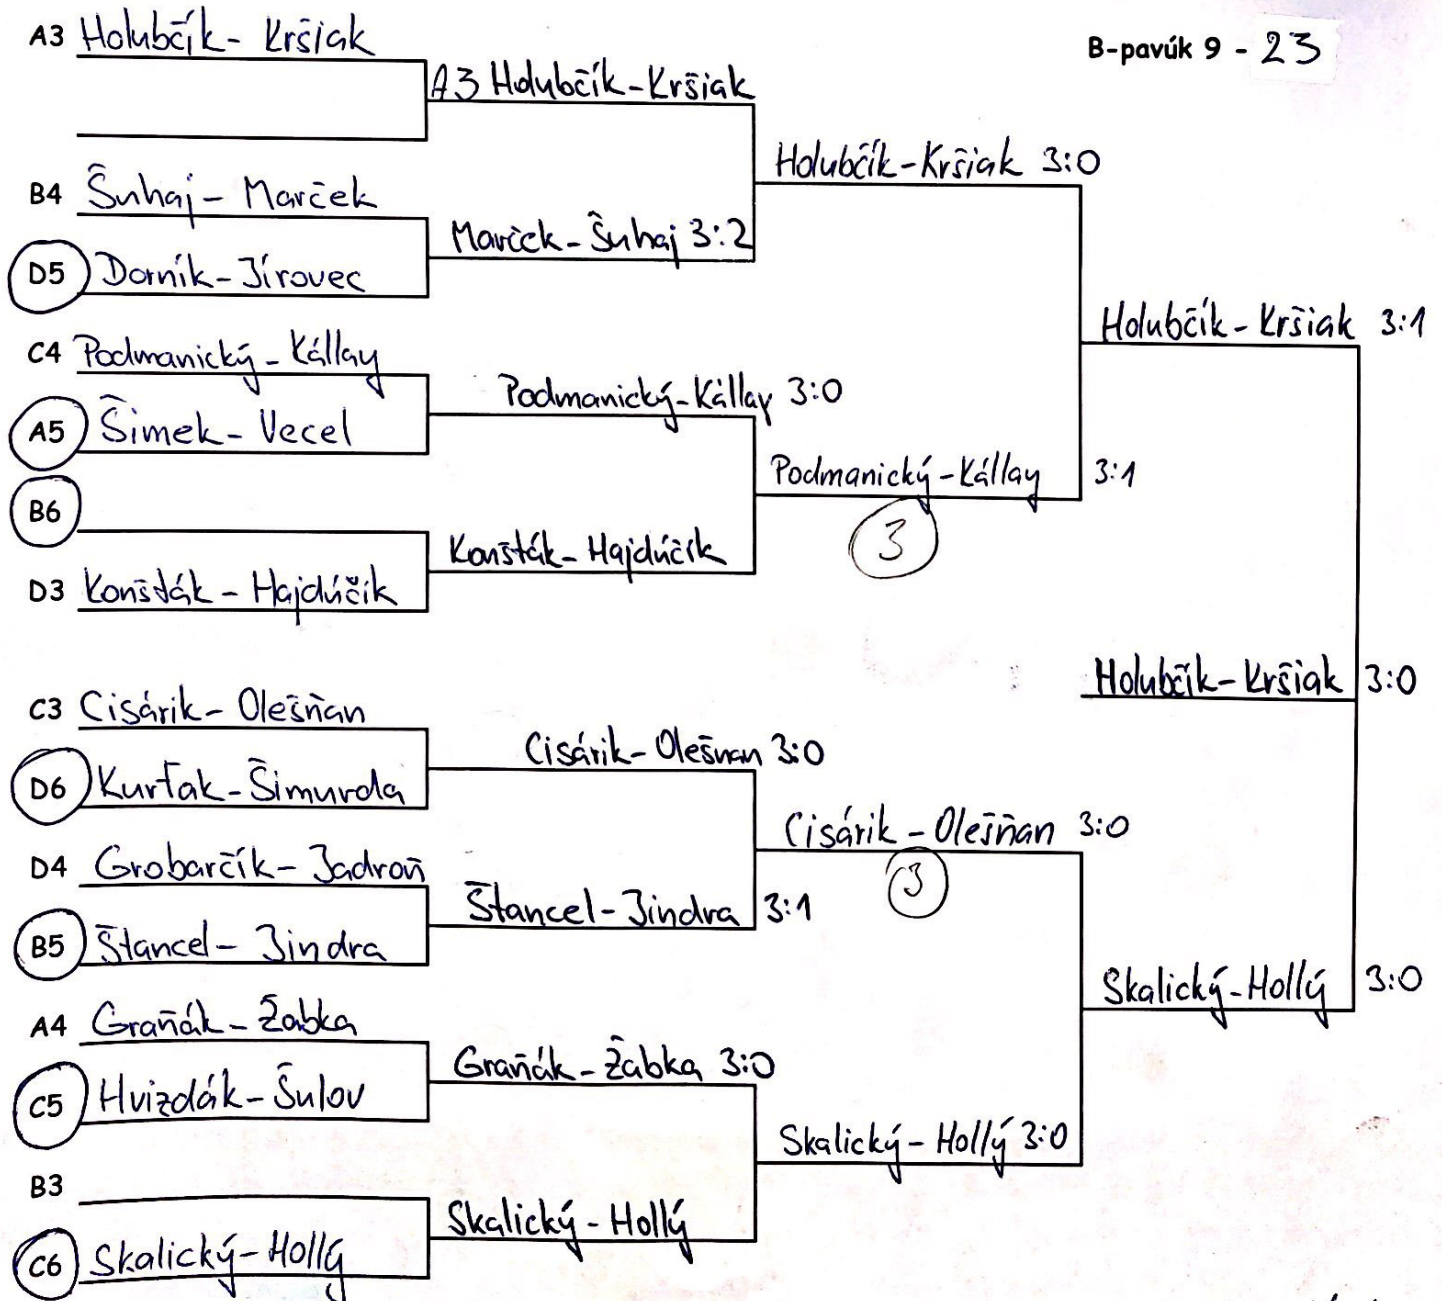 A3 Holubčík - Kršiak
B-pavúk 9 - 23
A3 Holubčík - Kršiak
Holubčík - Kršiak 3:0
B4 Šuhaj - Marček
Marček - Šuhaj 3:2
D5 Dorník - Jírovec
Holubčík - Kršiak 3:1
C4 Podmanický - Kállay
Podmanický - Kállay 3:0
A5 Šimek - Vecel
Podmanický - Kállay 3:1
B6
3
Konšták - Hajdúčik
D3 Konšták - Hajdúčik
Holubčík - Kršiak 3:0
C3 Cisárik - Olešňan
Cisárik - Olešnan 3:0
D6 Kurťak - Šimurda
Cisárik - Olešňan 3:0
D4 Grobarčík - Jadroň
3
Štancel - Jindra 3:1
B5 Štancel - Jindra
Skalický - Hollý 3:0
A4 Graňák - Žabka
Graňák - Žabka 3:0
C5 Hvizdák - Šulov
Skalický - Hollý 3:0
B3
Skalický - Hollý
C6 Skalický - Hollý